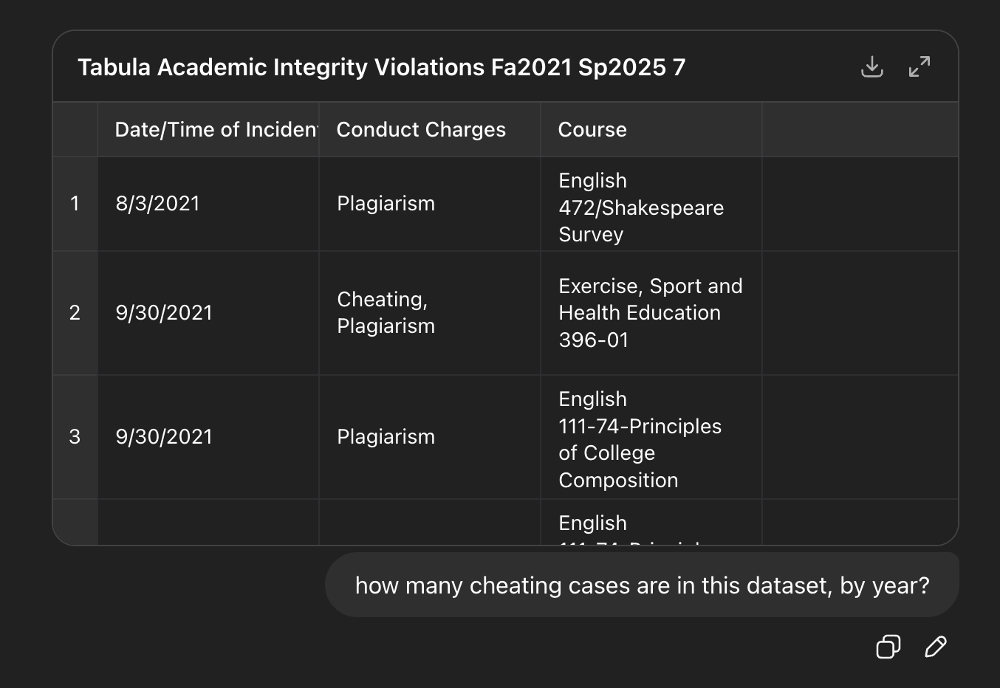 Tabula Academic Integrity Violations Fa2021 Sp2025 7
Date/Time of Inciden
Conduct Charges
Course
1
8/3/2021
Plagiarism
English
472/Shakespeare
Survey
2
9/30/2021
Cheating,
Plagiarism
Exercise, Sport and
Health Education
396-01
3
9/30/2021
Plagiarism
English
111-74-Principles
of College
Composition
English
how many cheating cases are in this dataset, by year?